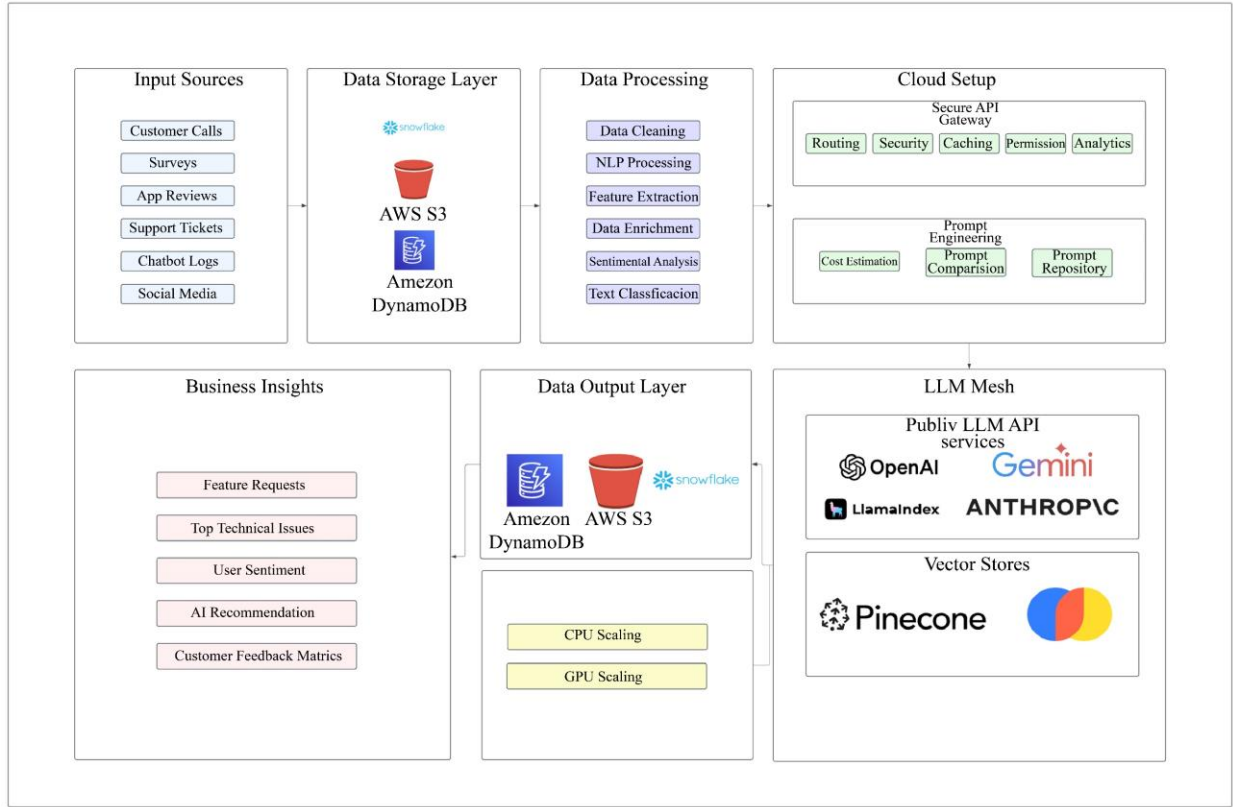 Input Sources
Customer Calls
Surveys
App Reviews
Support Tickets
Chatbot Logs
Social Media
Data Storage Layer
snowflake
AWS S3
Amezon
DynamoDB
Data Processing
Data Cleaning
NLP Processing
Feature Extraction
Data Enrichment
Sentimental Analysis
Text Classficacion
Cloud Setup
Secure API
Gateway
Routing Security Caching Permission Analytics
Prompt
Engineering
Cost Estimation
Prompt
Comparision
Prompt
Repository
Business Insights
Feature Requests
Top Technical Issues
User Sentiment
AI Recommendation
Customer Feedback Matrics
Data Output Layer
Amezon
DynamoDB
AWS S3
snowflake
CPU Scaling
GPU Scaling
LLM Mesh
Publiv LLM API
services
OpenAI
Gemini
LlamaIndex
ANTHROP\C
Vector Stores
Pinecone